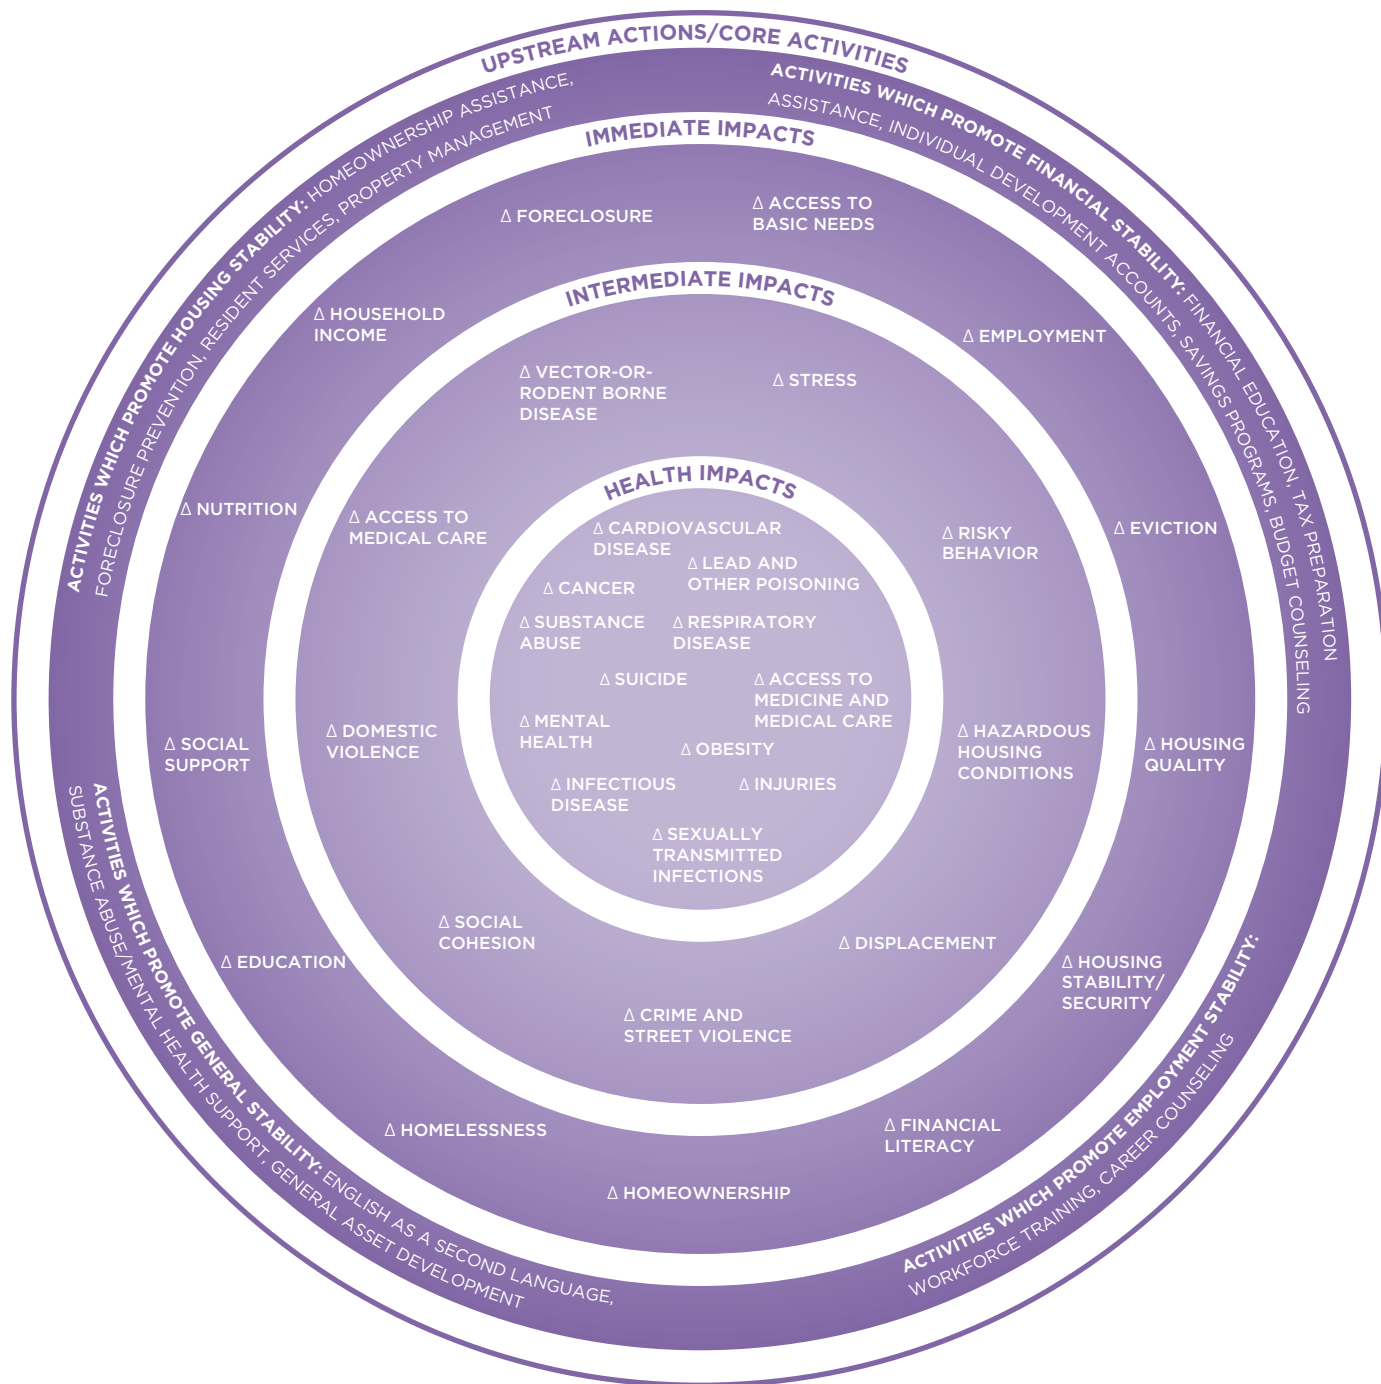 UPSTREAM ACTIONS/CORE ACTIVITIES
ACTIVITIES WHICH PROMOTE HOUSING STABILITY: HOMEOWNERSHIP ASSISTANCE,
FORECLOSURE PREVENTION, RESIDENT SERVICES, PROPERTY MANAGEMENT
ACTIVITIES WHICH PROMOTE FINANCIAL STABILITY: FINANCIAL EDUCATION, TAX PREPARATION
ASSISTANCE, INDIVIDUAL DEVELOPMENT ACCOUNTS, SAVINGS PROGRAMS, BUDGET COUNSELING
ACTIVITIES WHICH PROMOTE GENERAL STABILITY: ENGLISH AS A SECOND LANGUAGE,
SUBSTANCE ABUSE/MENTAL HEALTH SUPPORT, GENERAL ASSET DEVELOPMENT
ACTIVITIES WHICH PROMOTE EMPLOYMENT STABILITY:
WORKFORCE TRAINING, CAREER COUNSELING
IMMEDIATE IMPACTS
Δ FORECLOSURE
Δ ACCESS TO
BASIC NEEDS
Δ HOUSEHOLD
INCOME
Δ EMPLOYMENT
Δ NUTRITION
Δ EVICTION
Δ SOCIAL
SUPPORT
Δ HOUSING
QUALITY
Δ EDUCATION
Δ HOUSING
STABILITY/
SECURITY
Δ HOMELESSNESS
Δ FINANCIAL
LITERACY
Δ HOMEOWNERSHIP
INTERMEDIATE IMPACTS
Δ VECTOR-OR-
RODENT BORNE
DISEASE
Δ STRESS
Δ ACCESS TO
MEDICAL CARE
Δ RISKY
BEHAVIOR
Δ DOMESTIC
VIOLENCE
Δ HAZARDOUS
HOUSING
CONDITIONS
Δ SOCIAL
COHESION
Δ DISPLACEMENT
Δ CRIME AND
STREET VIOLENCE
HEALTH IMPACTS
Δ CARDIOVASCULAR
DISEASE
Δ LEAD AND
OTHER POISONING
Δ CANCER
Δ SUBSTANCE
ABUSE
Δ RESPIRATORY
DISEASE
Δ SUICIDE
Δ ACCESS TO
MEDICINE AND
MEDICAL CARE
Δ MENTAL
HEALTH
Δ OBESITY
Δ INFECTIOUS
DISEASE
Δ INJURIES
Δ SEXUALLY
TRANSMITTED
INFECTIONS